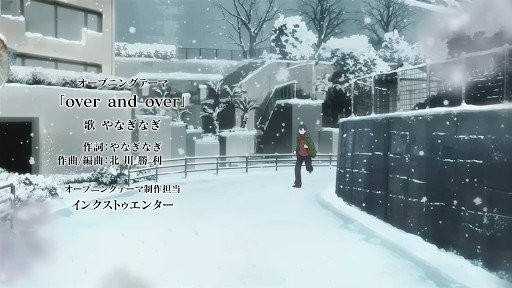 オープニングテーマ
「over and over」
歌 やなぎなぎ
作詞：やなぎなぎ
作曲/編曲：北川勝利
オープニングテーマ制作担当
インクストゥエンター